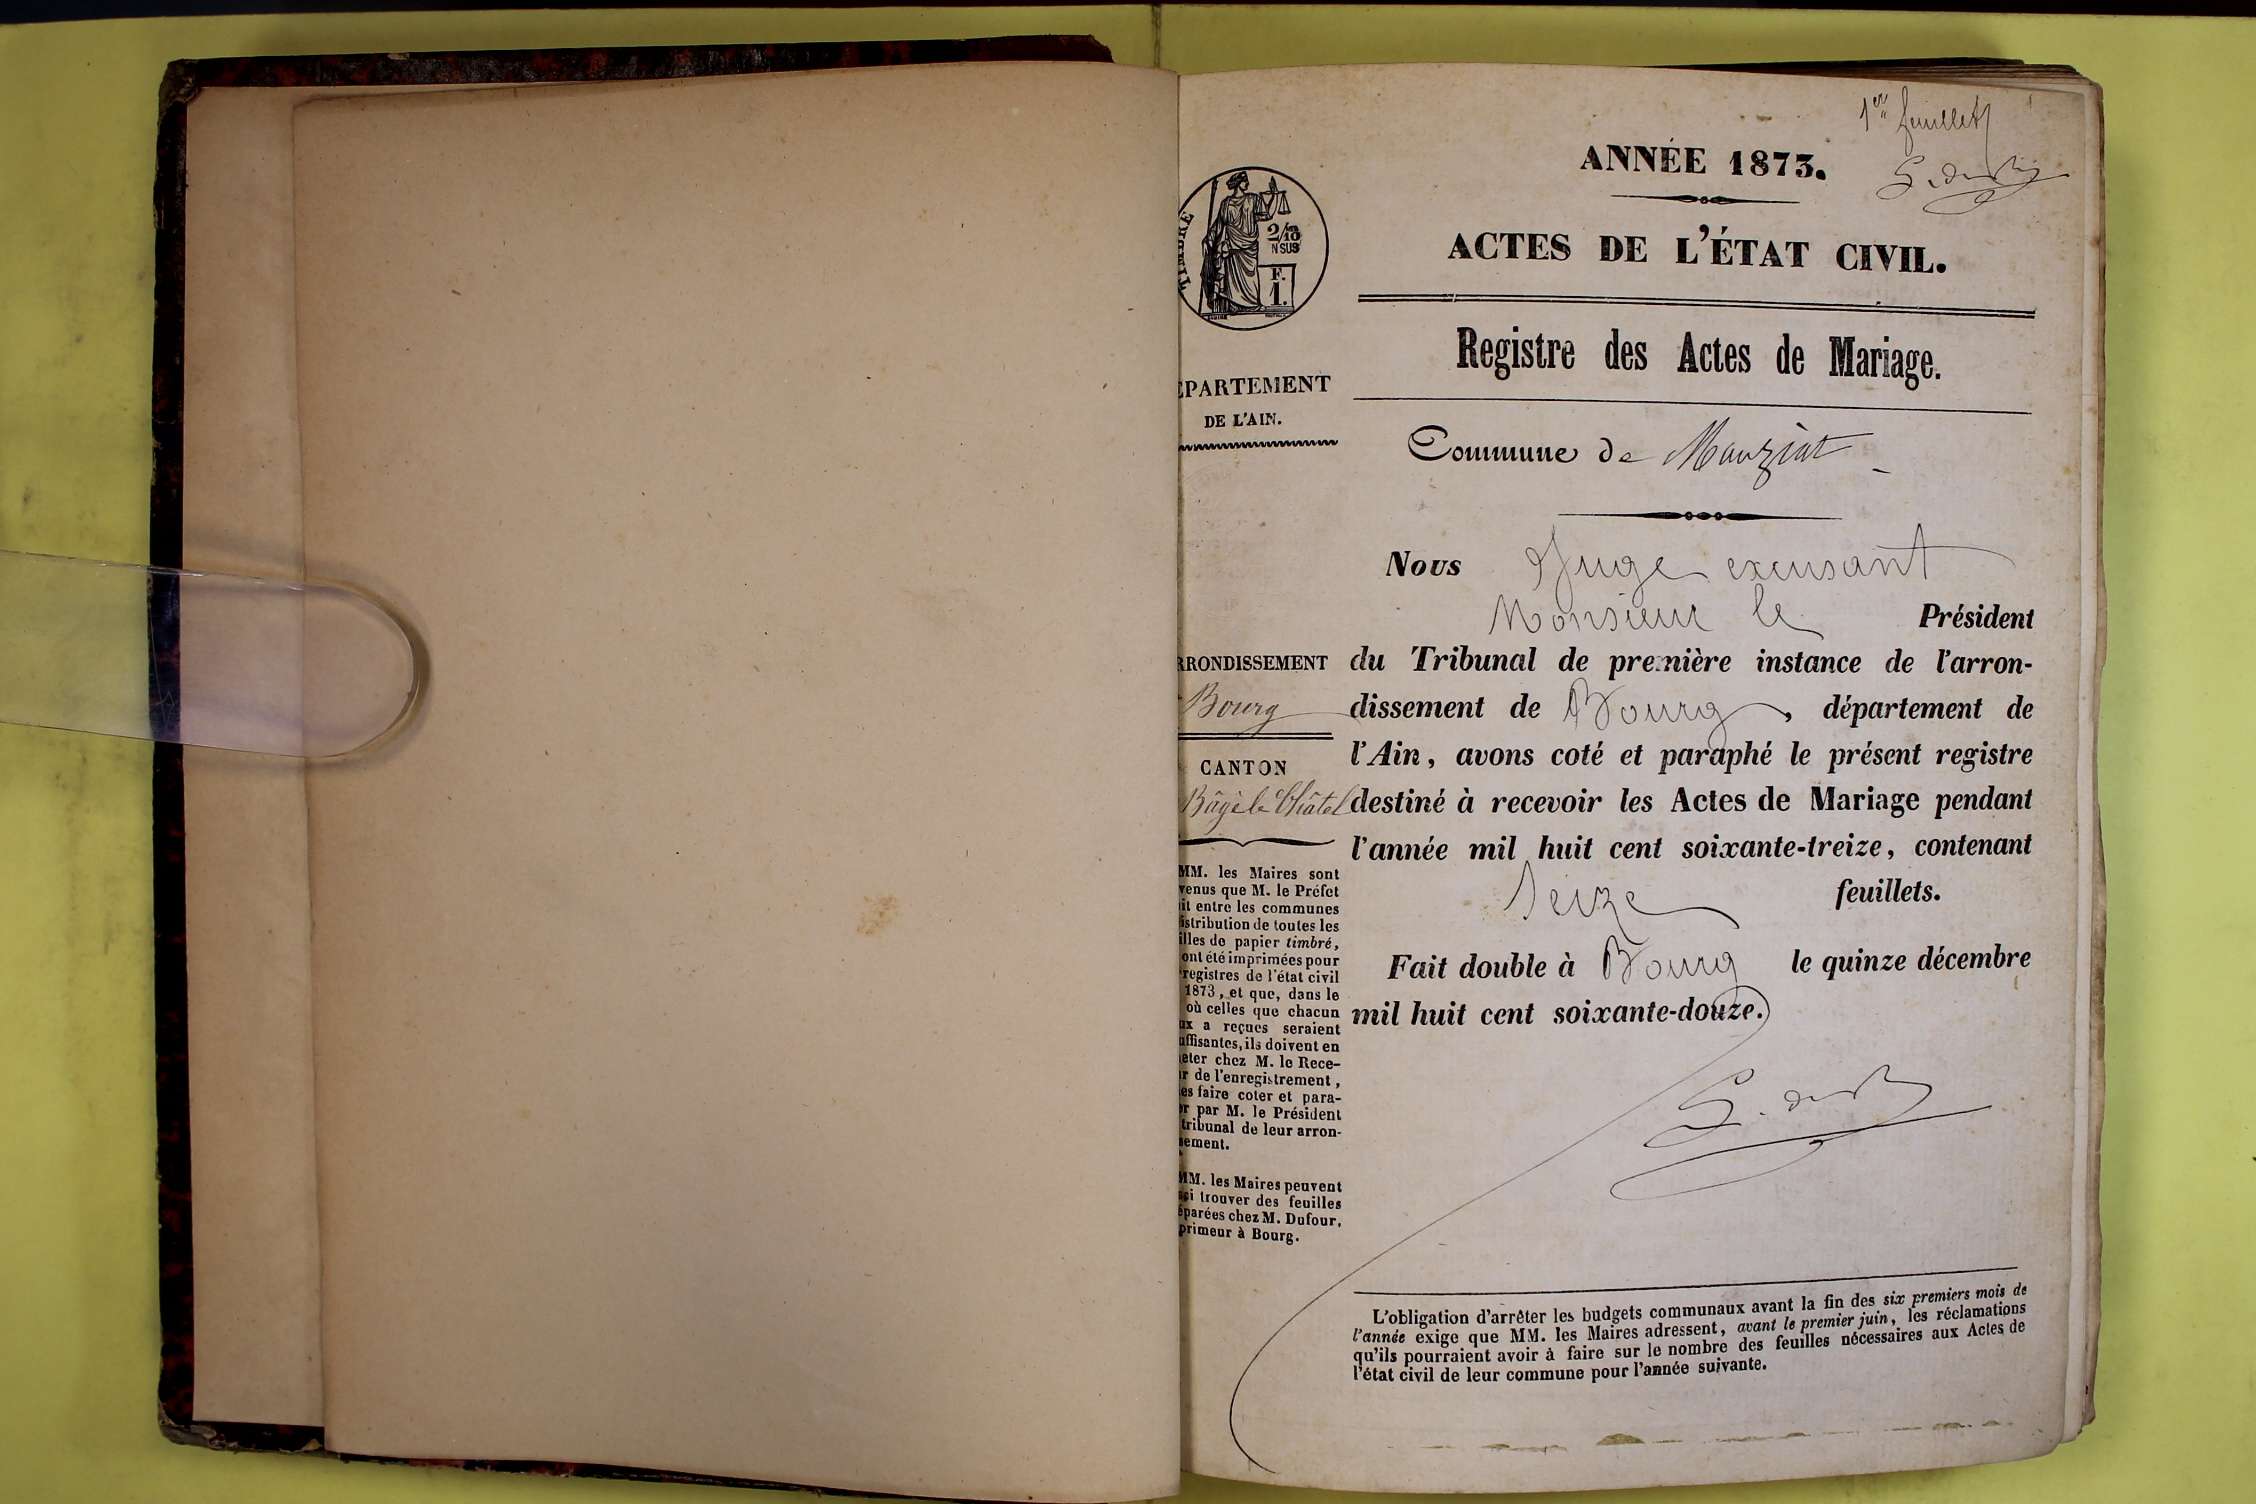 1er feuillet
ANNÉE 1873.
ACTES DE L'ÉTAT CIVIL.
TIMBRE
2/10
N SUS
F.
1.
Registre des Actes de Mariage.
ÉPARTEMENT
DE L'AIN.
Commune de Manziat
Nous Juge excusant
Monsieur le Président
du Tribunal de première instance de l'arron-
dissement de Bourg, département de
l'Ain, avons coté et paraphé le présent registre
destiné à recevoir les Actes de Mariage pendant
l'année mil huit cent soixante-treize, contenant
Seize feuillets.
Fait double à Bourg le quinze décembre
mil huit cent soixante-douze.
RRONDISSEMENT
Bourg
CANTON
Bâgé le Châtel
MM. les Maires sont
venus que M. le Préfet
it entre les communes
istribution de toutes les
illes de papier timbré,
ont été imprimées pour
registres de l'état civil
1873, et que, dans le
où celles que chacun
ux a reçues seraient
uffisantes, ils doivent en
eter chez M. le Rece-
r de l'enregistrement,
es faire coter et para-
er par M. le Président
tribunal de leur arron-
sement.
MM. les Maires peuvent
ssi trouver des feuilles
éparées chez M. Dufour,
primeur à Bourg.
L'obligation d'arrêter les budgets communaux avant la fin des six premiers mois de
l'année exige que MM. les Maires adressent, avant le premier juin, les réclamations
qu'ils pourraient avoir à faire sur le nombre des feuilles nécessaires aux Actes de
l'état civil de leur commune pour l'année suivante.